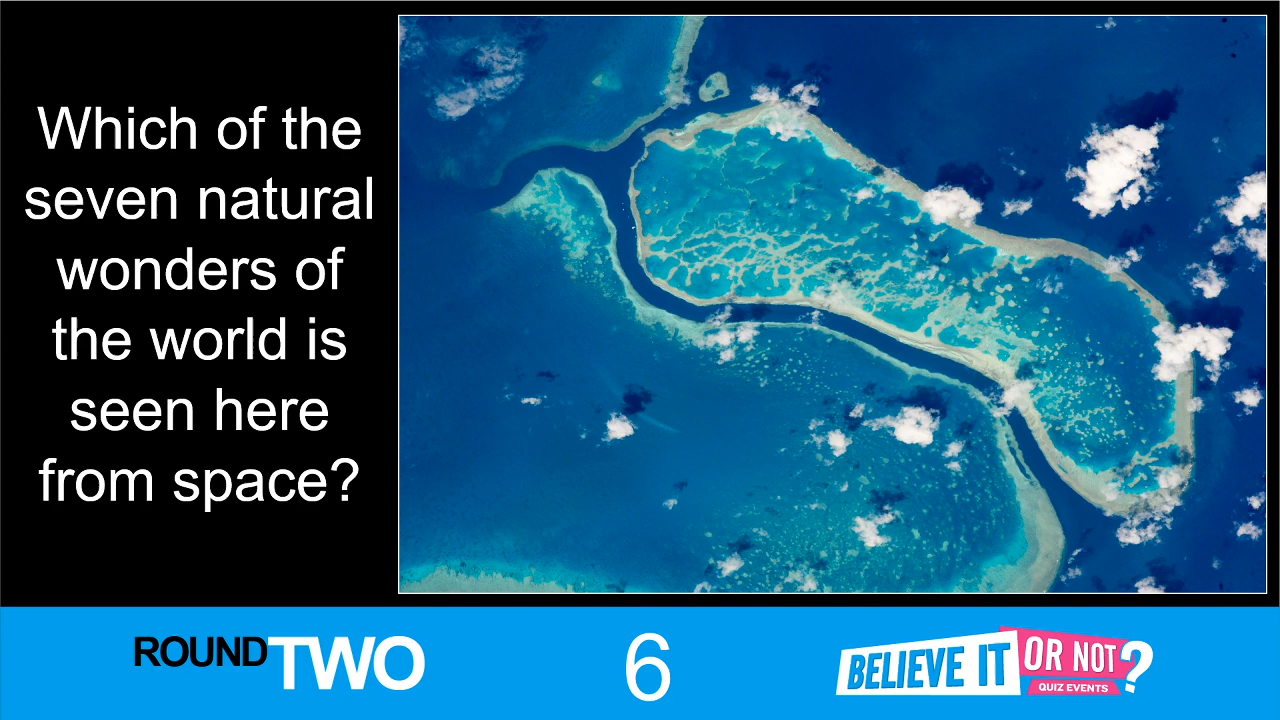 Which of the
seven natural
wonders of
the world is
seen here
from space?
ROUND TWO
6
BELIEVE IT OR NOT?
QUIZ EVENTS